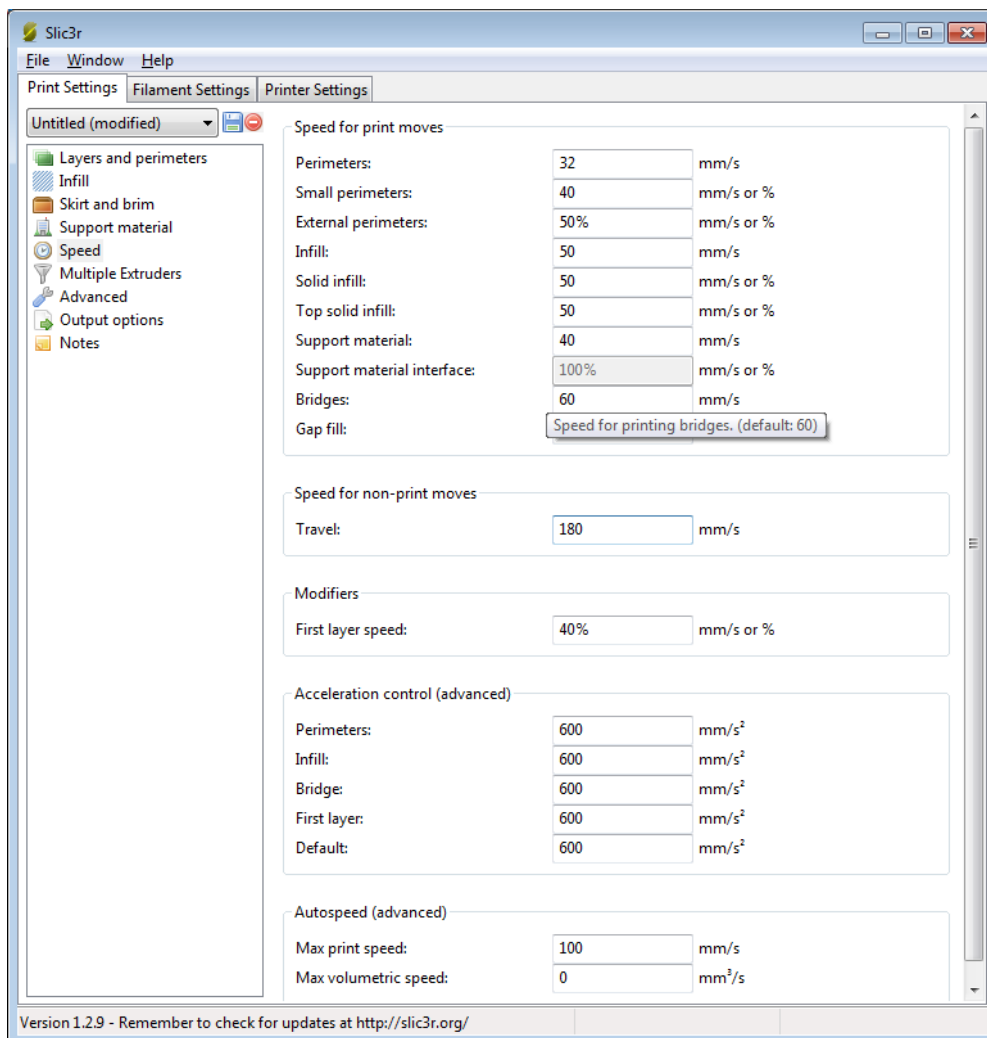 Slic3r
File Window Help
Print Settings Filament Settings Printer Settings
Untitled (modified)
Layers and perimeters
Infill
Skirt and brim
Support material
Speed
Multiple Extruders
Advanced
Output options
Notes
Speed for print moves
Perimeters: 32 mm/s
Small perimeters: 40 mm/s or %
External perimeters: 50% mm/s or %
Infill: 50 mm/s
Solid infill: 50 mm/s or %
Top solid infill: 50 mm/s or %
Support material: 40 mm/s
Support material interface: 100% mm/s or %
Bridges: 60 mm/s
Gap fill:
Speed for printing bridges. (default: 60)
Speed for non-print moves
Travel: 180 mm/s
Modifiers
First layer speed: 40% mm/s or %
Acceleration control (advanced)
Perimeters: 600 mm/s²
Infill: 600 mm/s²
Bridge: 600 mm/s²
First layer: 600 mm/s²
Default: 600 mm/s²
Autospeed (advanced)
Max print speed: 100 mm/s
Max volumetric speed: 0 mm³/s
Version 1.2.9 - Remember to check for updates at http://slic3r.org/